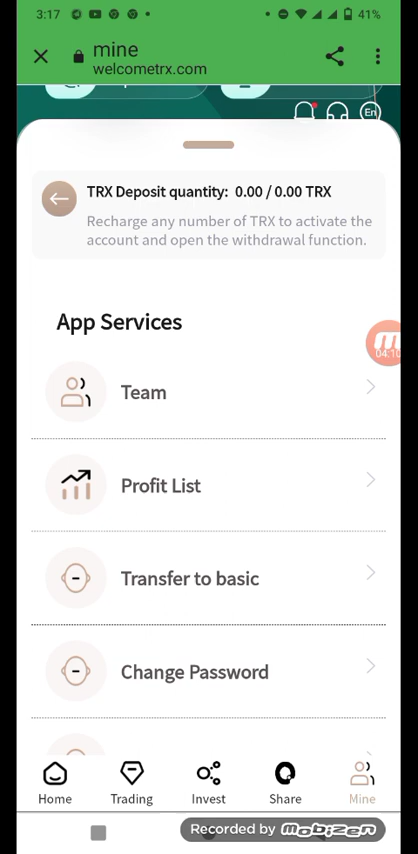 3:17
41%
mine
welcometrx.com
En
TRX Deposit quantity: 0.00 / 0.00 TRX
Recharge any number of TRX to activate the
account and open the withdrawal function.
App Services
04:10
Team
Profit List
Transfer to basic
Change Password
Home Trading Invest Share Mine
Recorded by mobizen